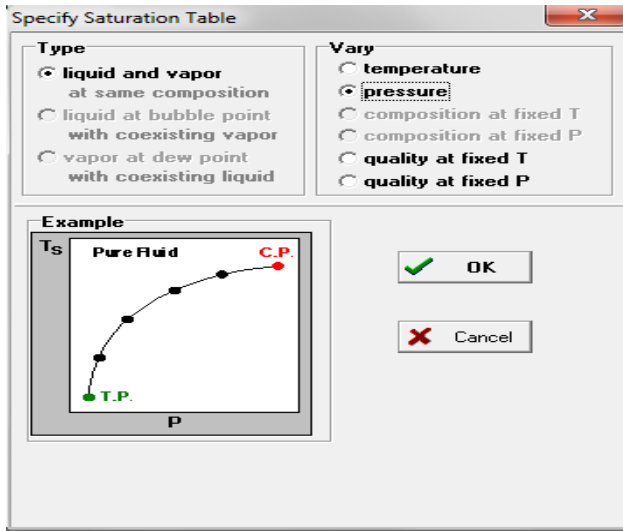 Specify Saturation Table
Type
liquid and vapor
at same composition
liquid at bubble point
with coexisting vapor
vapor at dew point
with coexisting liquid
Vary
temperature
pressure
composition at fixed T
composition at fixed P
quality at fixed T
quality at fixed P
Example
Ts
Pure Fluid
C.P.
T.P.
P
OK
Cancel